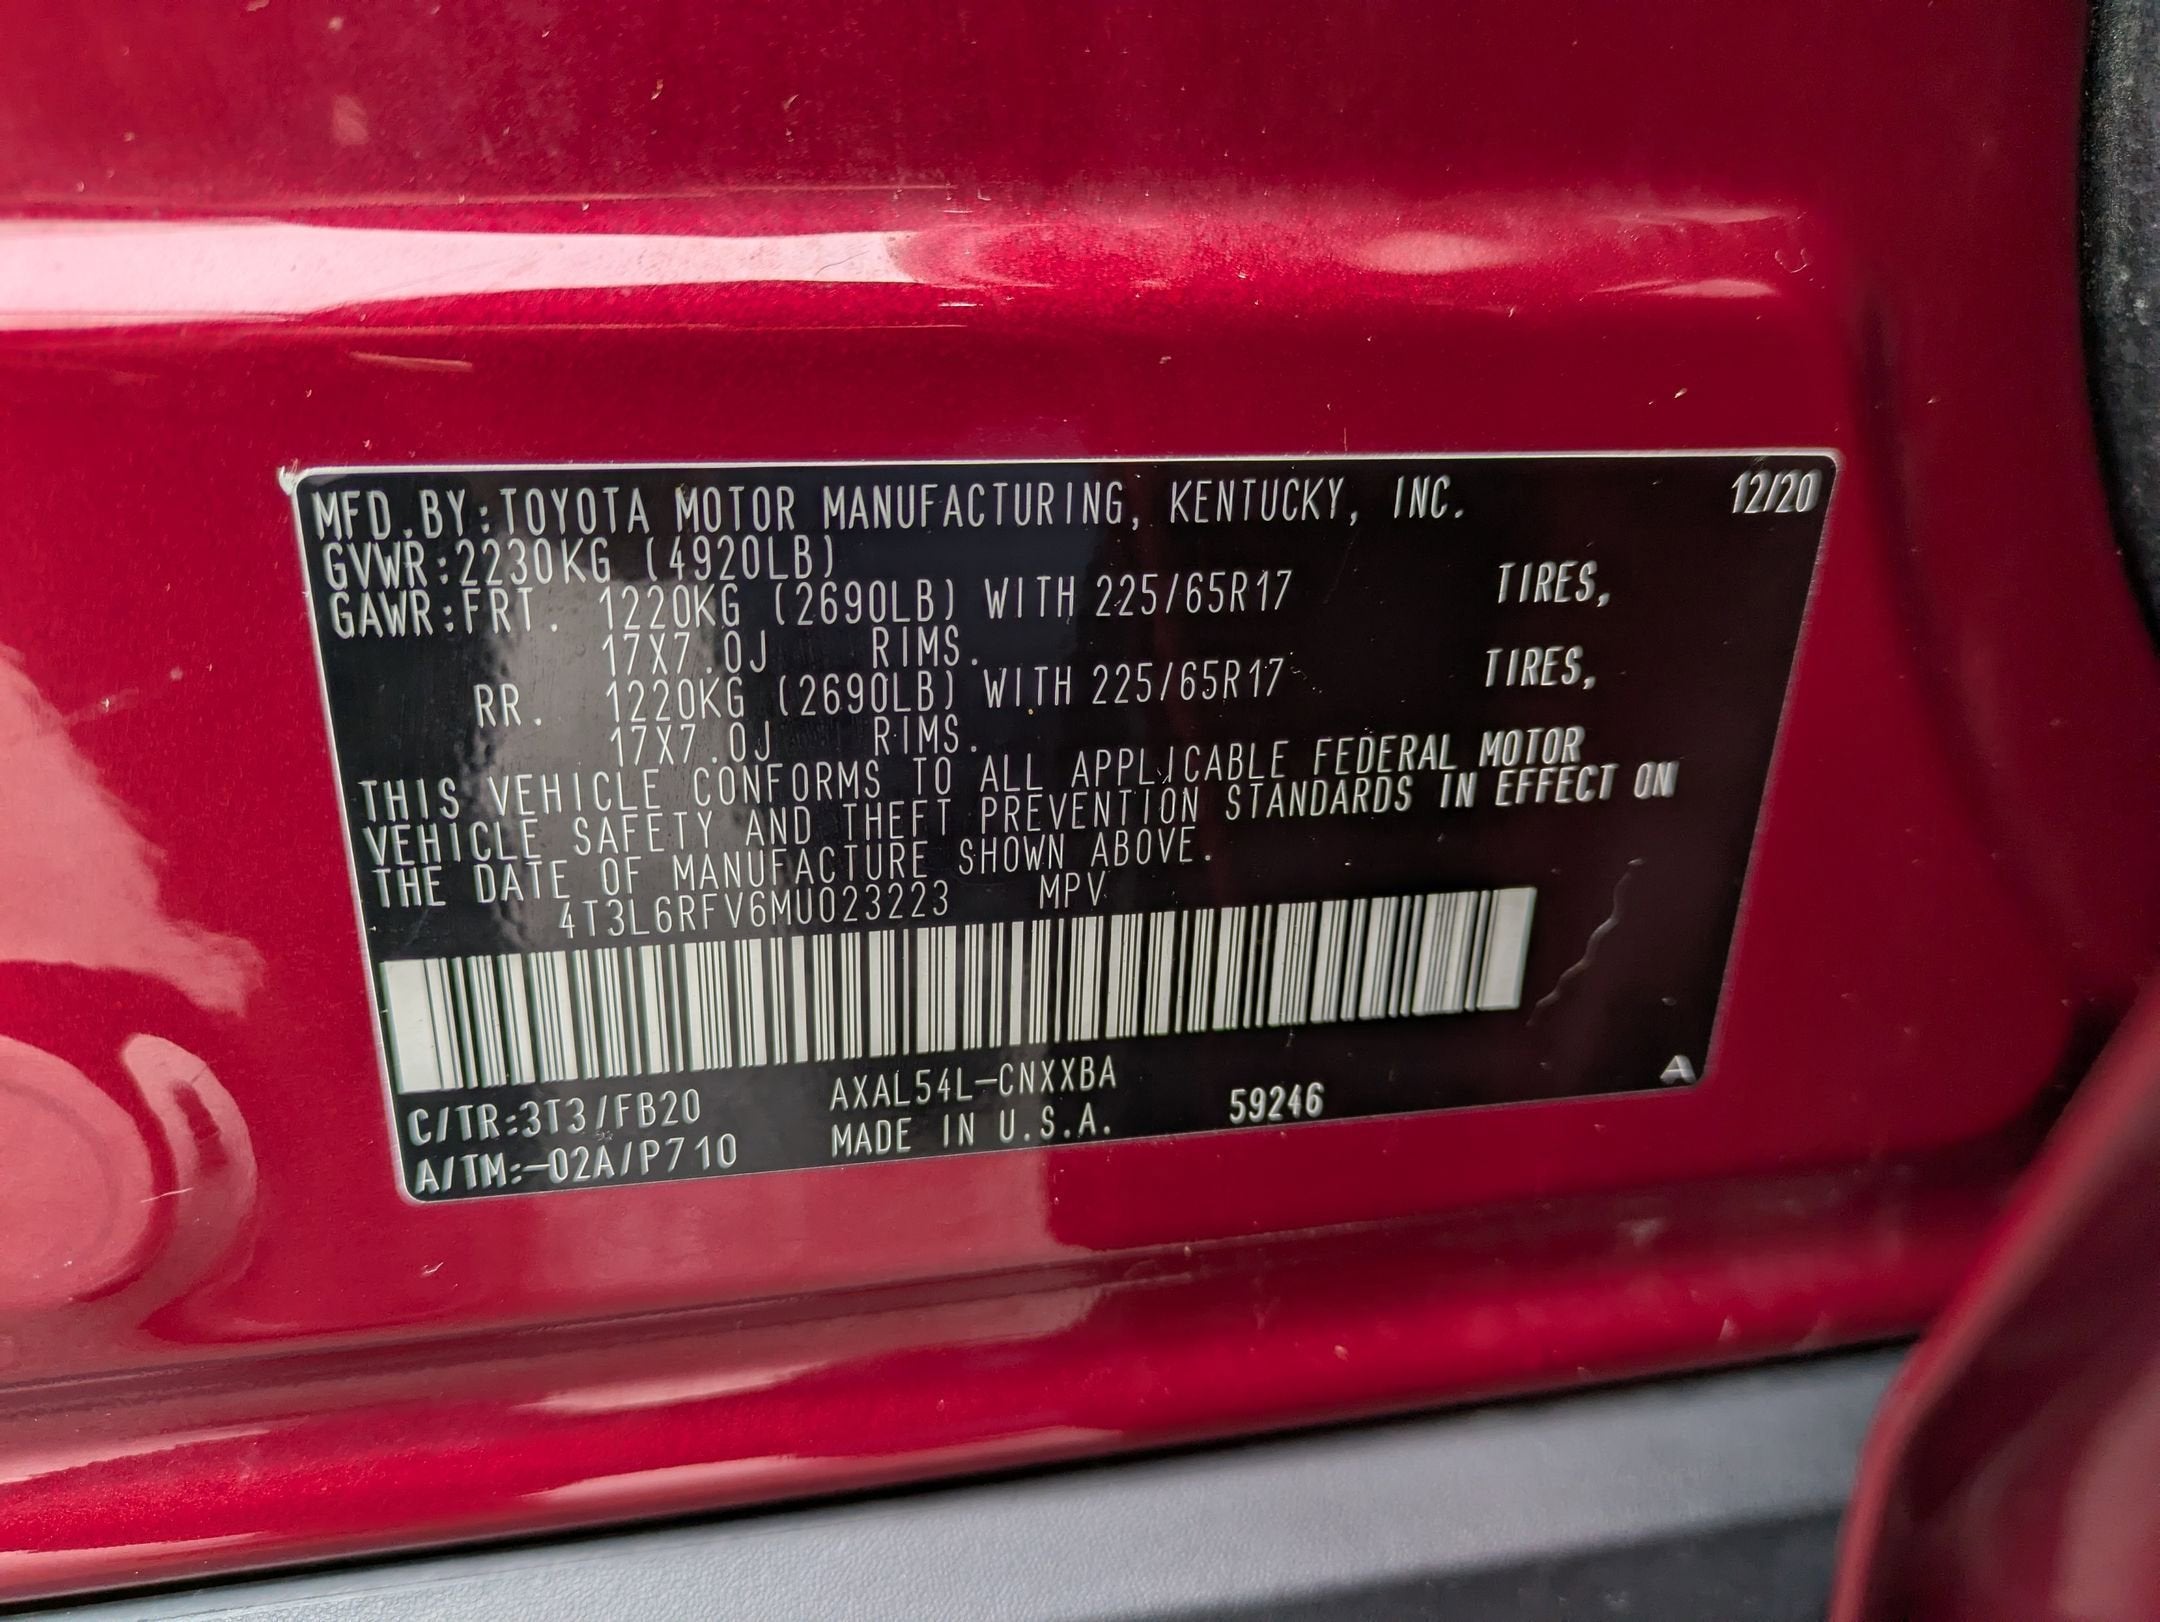 MFD.BY:TOYOTA MOTOR MANUFACTURING, KENTUCKY, INC. 12/20
GVWR:2230KG (4920LB)
GAWR:FRT. 1220KG (2690LB) WITH 225/65R17 TIRES,
17X7.0J RIMS.
RR. 1220KG (2690LB) WITH 225/65R17 TIRES,
17X7.0J RIMS.
THIS VEHICLE CONFORMS TO ALL APPLICABLE FEDERAL MOTOR
VEHICLE SAFETY AND THEFT PREVENTION STANDARDS IN EFFECT ON
THE DATE OF MANUFACTURE SHOWN ABOVE.
4T3L6RFV6MU023223 MPV
C/TR:3T3/FB20 AXAL54L-CNXXBA 59246 A
A/TM:-02A/P710 MADE IN U.S.A.